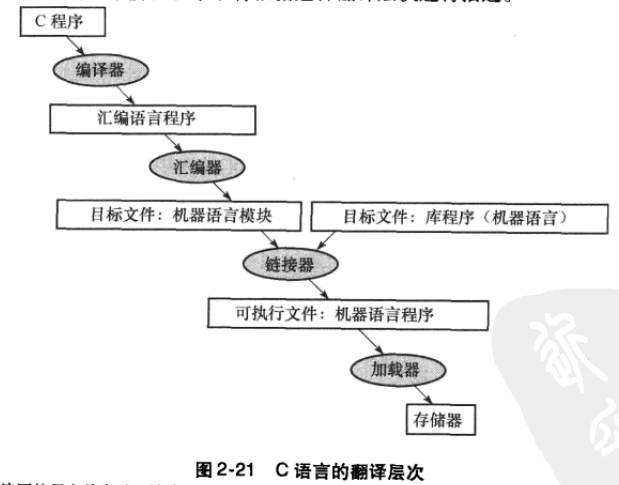 C 程序
编译器
汇编语言程序
汇编器
目标文件：机器语言模块
目标文件：库程序（机器语言）
链接器
可执行文件：机器语言程序
加载器
存储器
图 2-21 C 语言的翻译层次